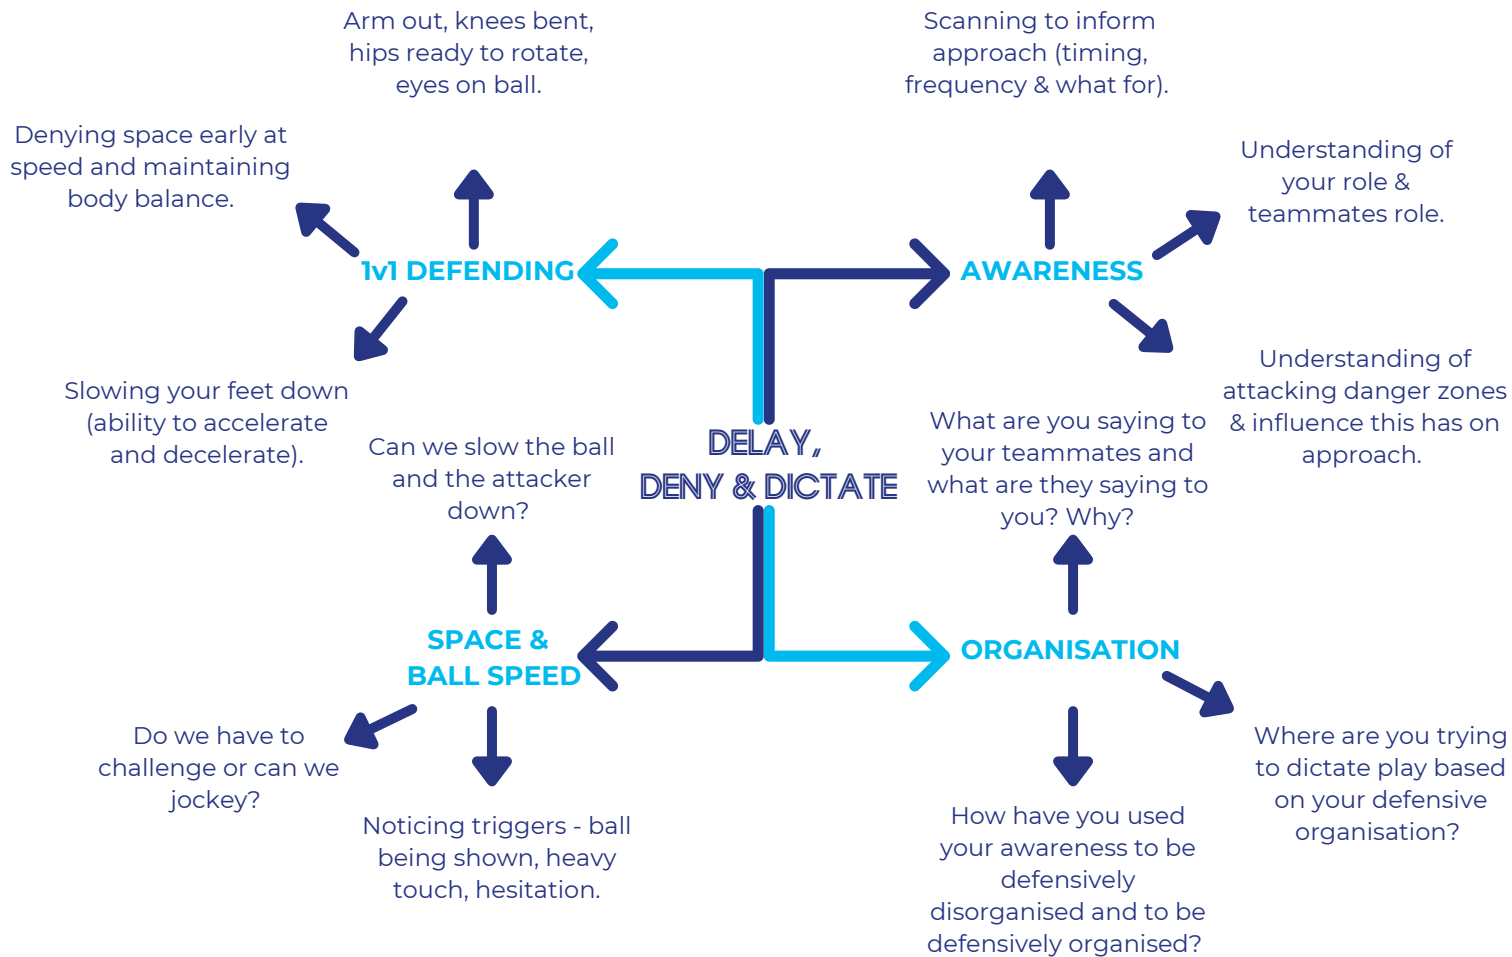 Arm out, knees bent,
hips ready to rotate,
eyes on ball.
Scanning to inform
approach (timing,
frequency & what for).
Denying space early at
speed and maintaining
body balance.
Understanding of
your role &
teammates role.
1v1 DEFENDING
AWARENESS
Slowing your feet down
(ability to accelerate
and decelerate).
Understanding of
attacking danger zones
& influence this has on
approach.
Can we slow the ball
and the attacker
down?
DELAY,
DENY & DICTATE
What are you saying to
your teammates and
what are they saying to
you? Why?
SPACE &
BALL SPEED
ORGANISATION
Do we have to
challenge or can we
jockey?
Noticing triggers - ball
being shown, heavy
touch, hesitation.
How have you used
your awareness to be
defensively
disorganised and to be
defensively organised?
Where are you trying
to dictate play based
on your defensive
organisation?